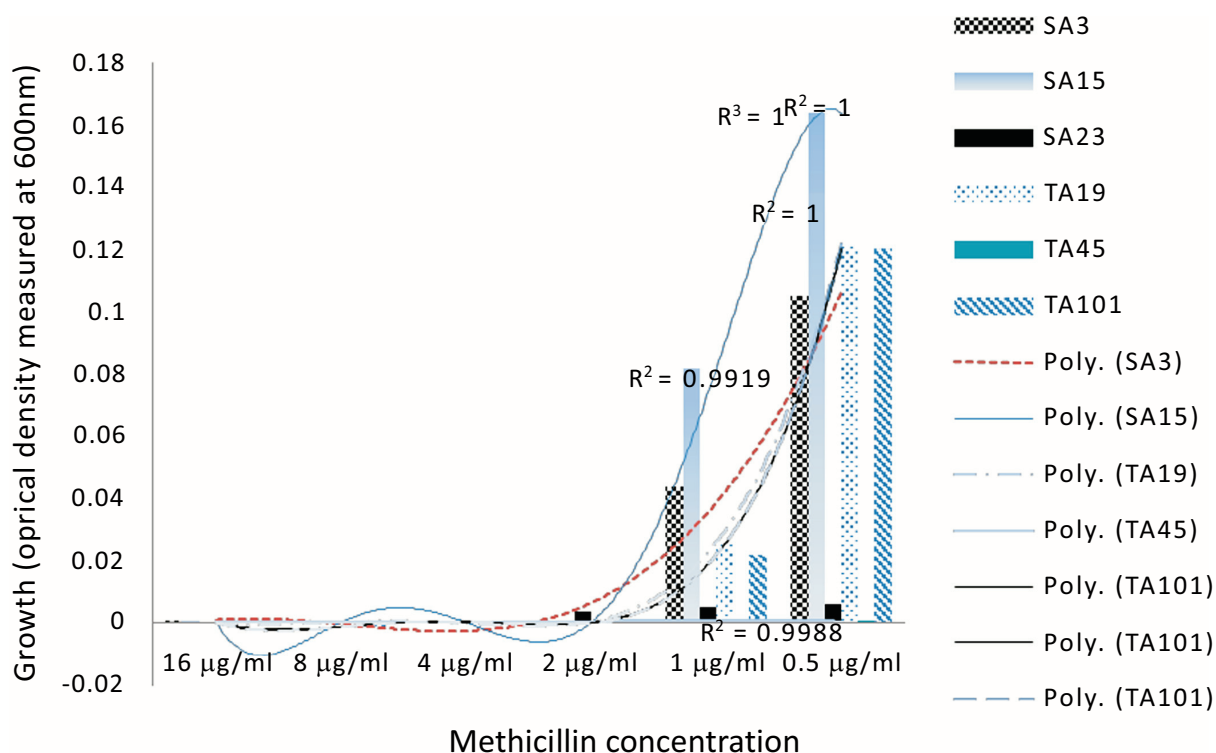 Growth (oprical density measured at 600nm)
0.18
0.16
0.14
0.12
0.1
0.08
0.06
0.04
0.02
0
-0.02
R³ = 1
R² = 1
R² = 1
R² = 0.9919
R² = 0.9988
16 µg/ml
8 µg/ml
4 µg/ml
2 µg/ml
1 µg/ml
0.5 µg/ml
Methicillin concentration
SA3
SA15
SA23
TA19
TA45
TA101
Poly. (SA3)
Poly. (SA15)
Poly. (TA19)
Poly. (TA45)
Poly. (TA101)
Poly. (TA101)
Poly. (TA101)